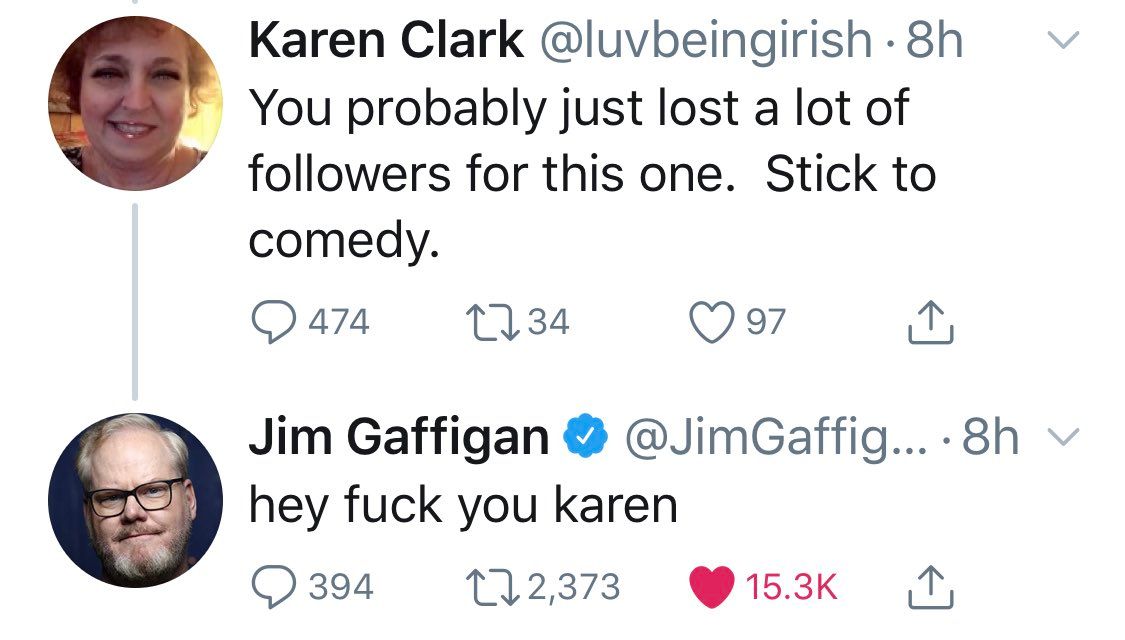 Karen Clark @luvbeingirish · 8h
You probably just lost a lot of
followers for this one.  Stick to
comedy.
474 34 97
Jim Gaffigan @JimGaffig... · 8h
hey fuck you karen
394 2,373 15.3K